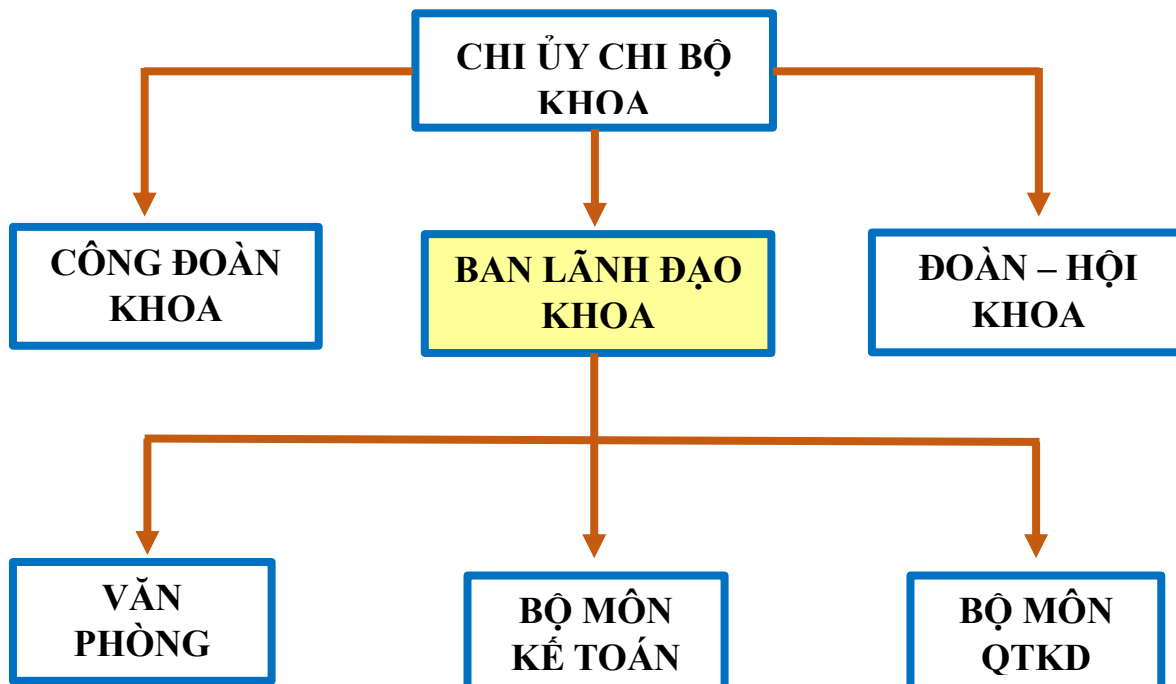 CHI ỦY CHI BỘ
KHOA
CÔNG ĐOÀN
KHOA
BAN LÃNH ĐẠO
KHOA
ĐOÀN – HỘI
KHOA
VĂN
PHÒNG
BỘ MÔN
KẾ TOÁN
BỘ MÔN
QTKD